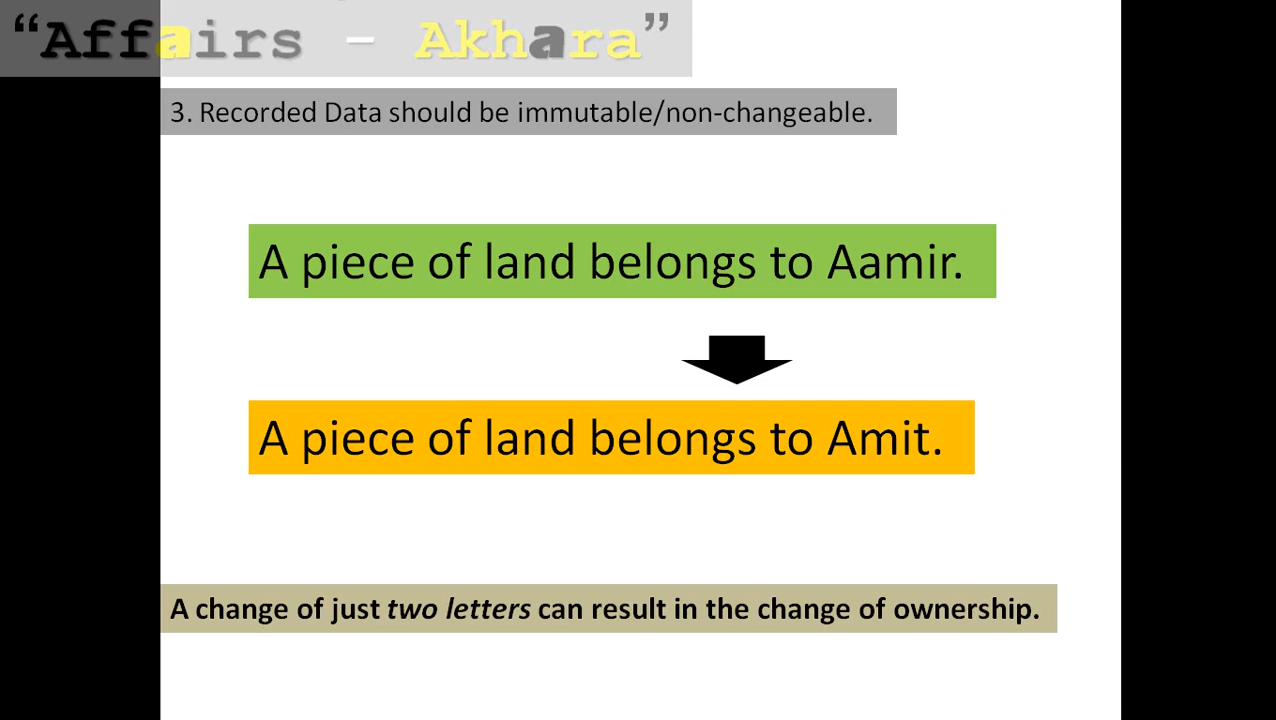 “Affairs – Akhara”
3. Recorded Data should be immutable/non-changeable.
A piece of land belongs to Aamir.
A piece of land belongs to Amit.
A change of just two letters can result in the change of ownership.